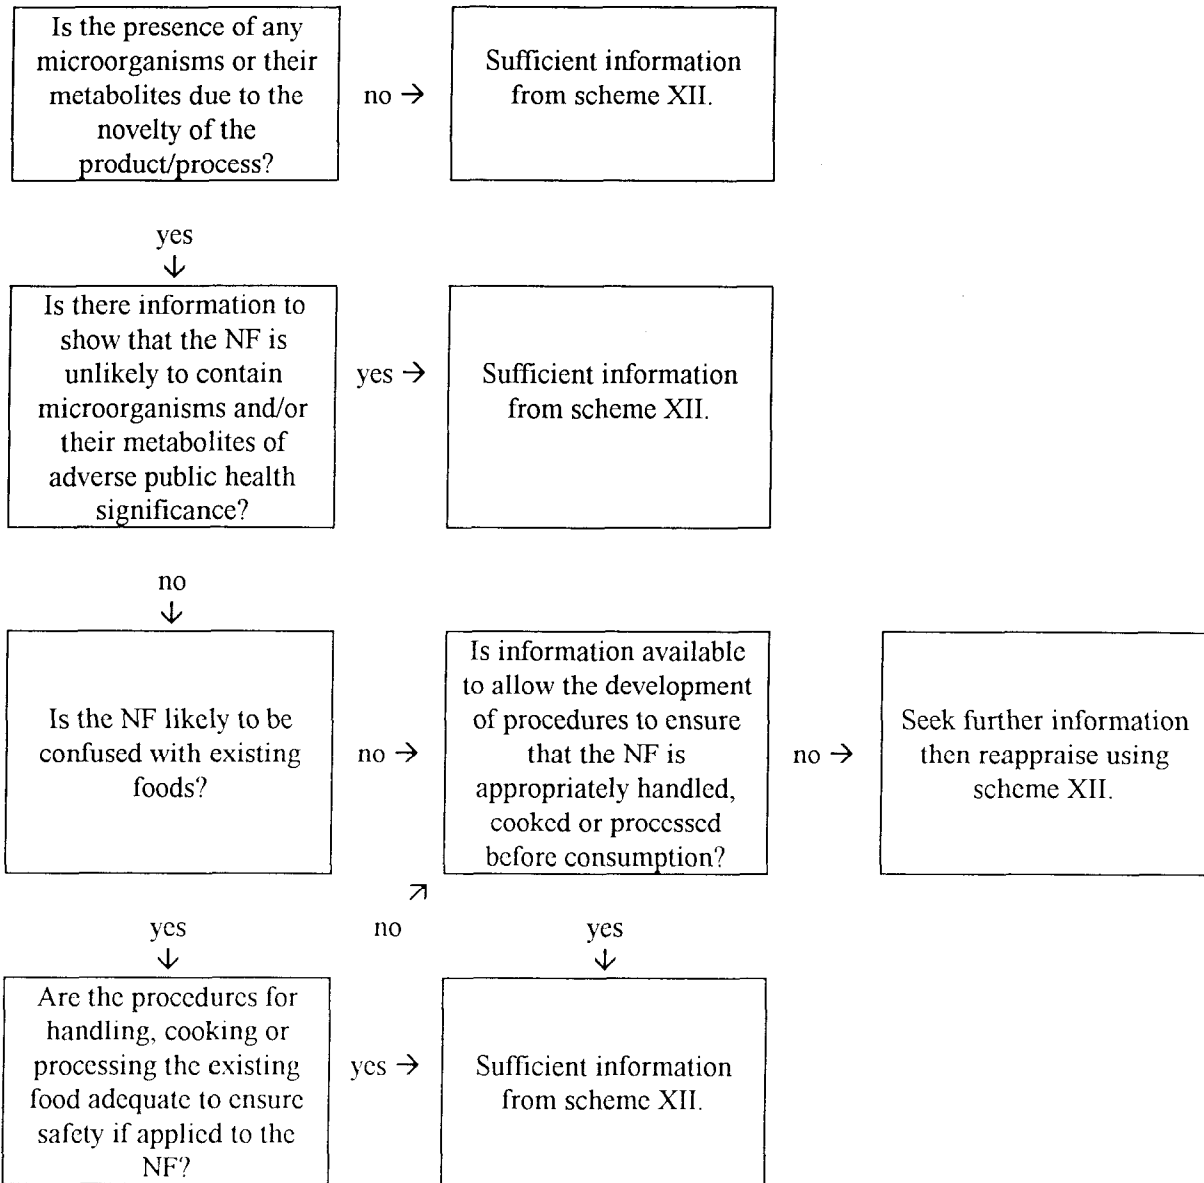 Is the presence of any
microorganisms or their
metabolites due to the
novelty of the
product/process?
no →
Sufficient information
from scheme XII.
yes
↓
Is there information to
show that the NF is
unlikely to contain
microorganisms and/or
their metabolites of
adverse public health
significance?
yes →
Sufficient information
from scheme XII.
no
↓
Is the NF likely to be
confused with existing
foods?
no →
Is information available
to allow the development
of procedures to ensure
that the NF is
appropriately handled,
cooked or processed
before consumption?
no →
Seek further information
then reappraise using
scheme XII.
yes
↓
no
↗
yes
↓
Are the procedures for
handling, cooking or
processing the existing
food adequate to ensure
safety if applied to the
NF?
yes →
Sufficient information
from scheme XII.